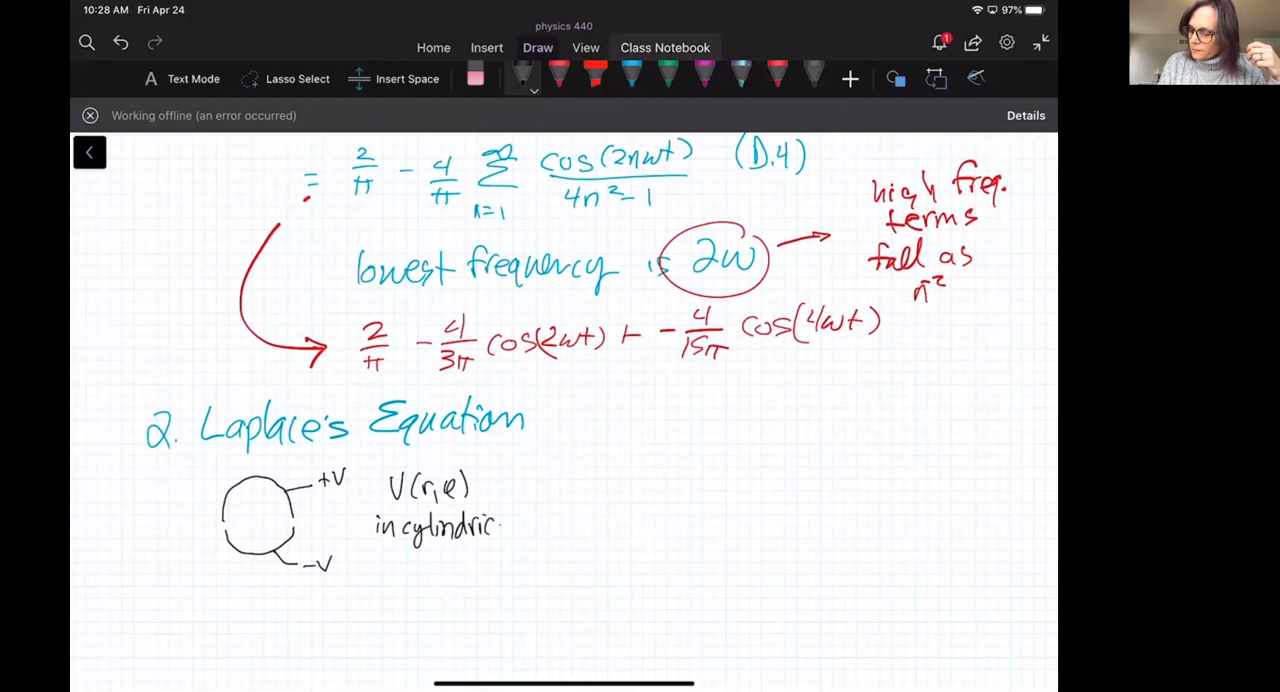 10:28 AM Fri Apr 24
97%
physics 440
Home Insert Draw View Class Notebook
1
Text Mode Lasso Select Insert Space
Working offline (an error occurred) Details
= 2/π - 4/π ∑ n=1 ∞ cos(2nωt) / 4n² - 1 (D.4)
high freq.
terms
fall as
n⁻²
lowest frequency is 2ω
2/π - 4/3π cos(2ωt) + - 4/15π cos(4ωt)
2. Laplace's Equation
+V
V(r,φ)
in cylindric
-V